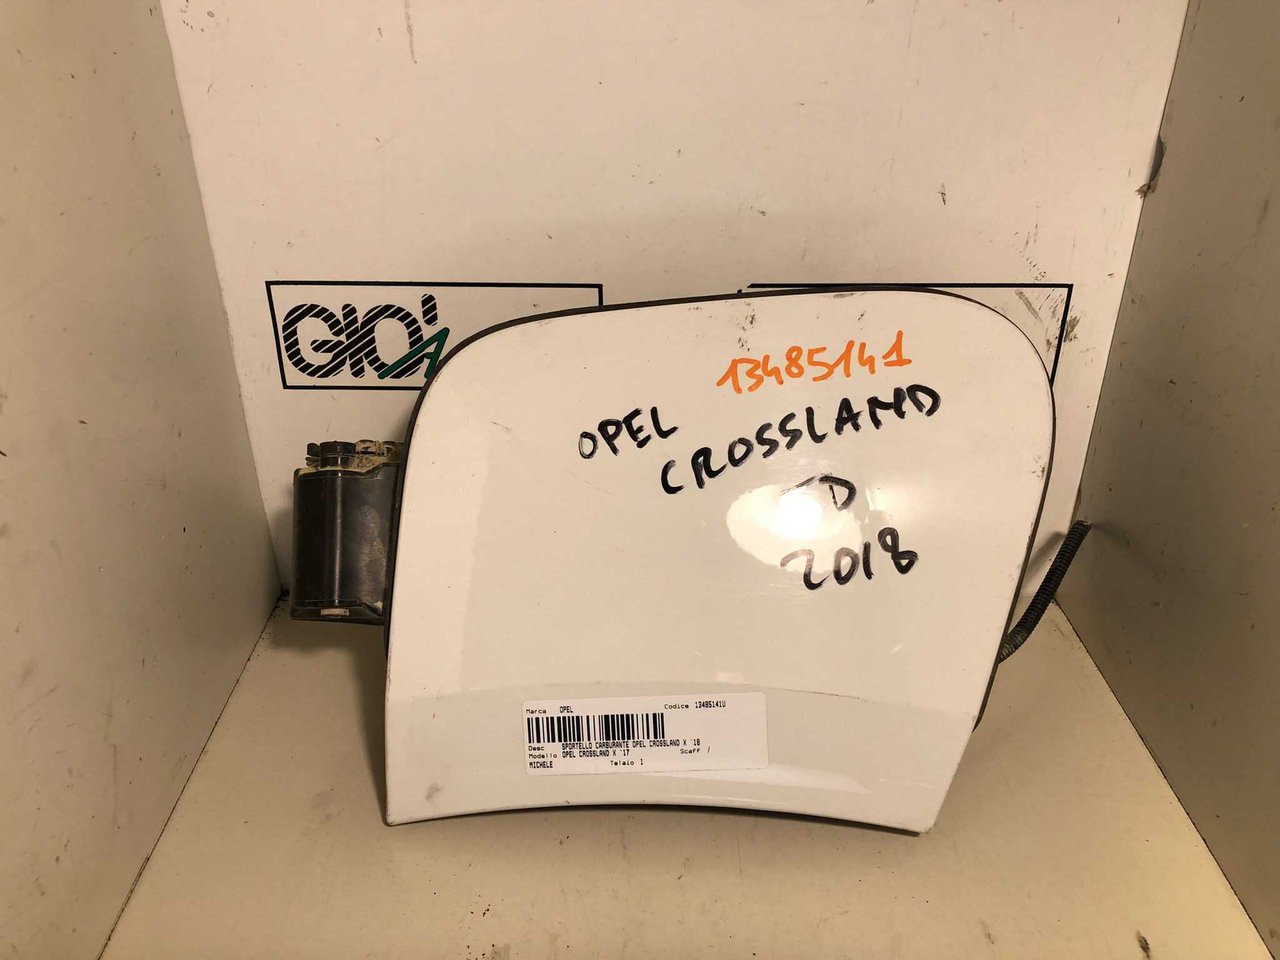 GIO'A
13485141
OPEL
CROSSLAND
TD
2018
Marca OPEL Codice 13485141U
Desc SPORTELLO CARBURANTE OPEL CROSSLAND X '18
Modello OPEL CROSSLAND X '17 Scaff /
MICHELE Telaio 1